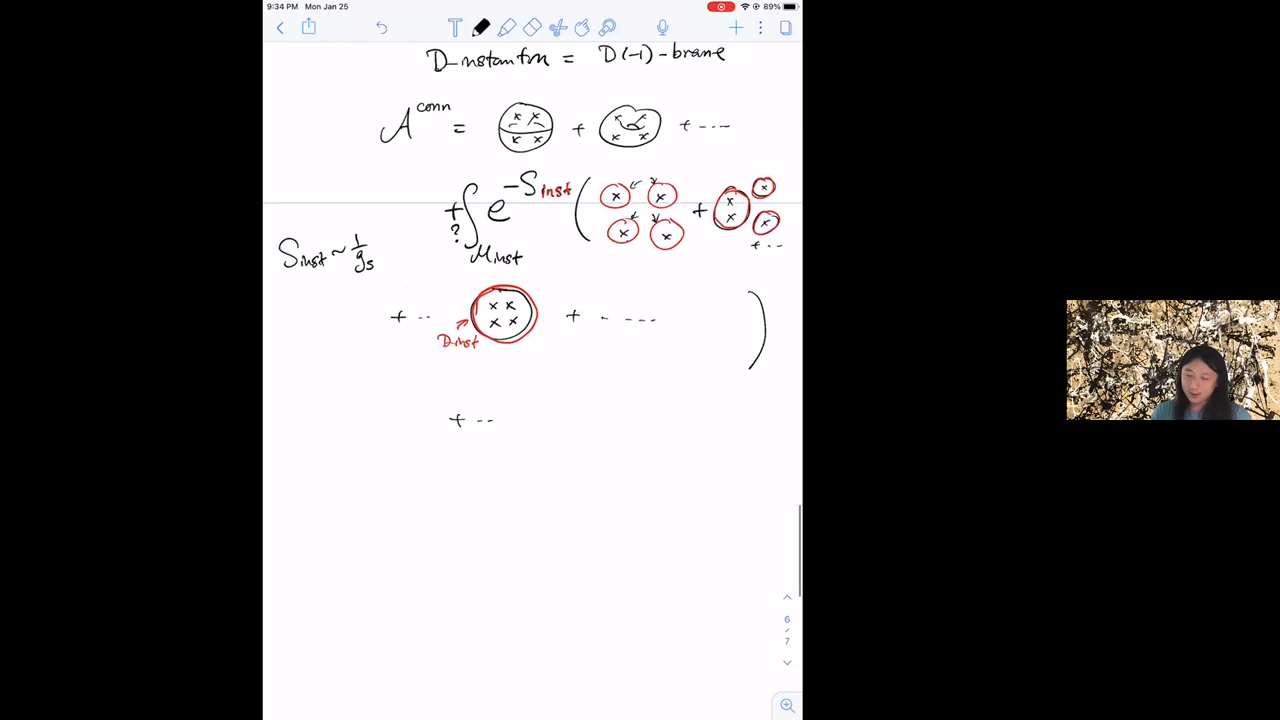 9:34 PM Mon Jan 25
89%
T
D-instanton = D(-1)-brane
A^conn = x x x x + x x x x + ----
+ ? ∫_{M_inst} e^{-S_inst} ( x x x x + x x x x + ...
S_inst ~ 1/g_s
+ .. x x x x + - --- )
D-inst
+ --
6
/
7